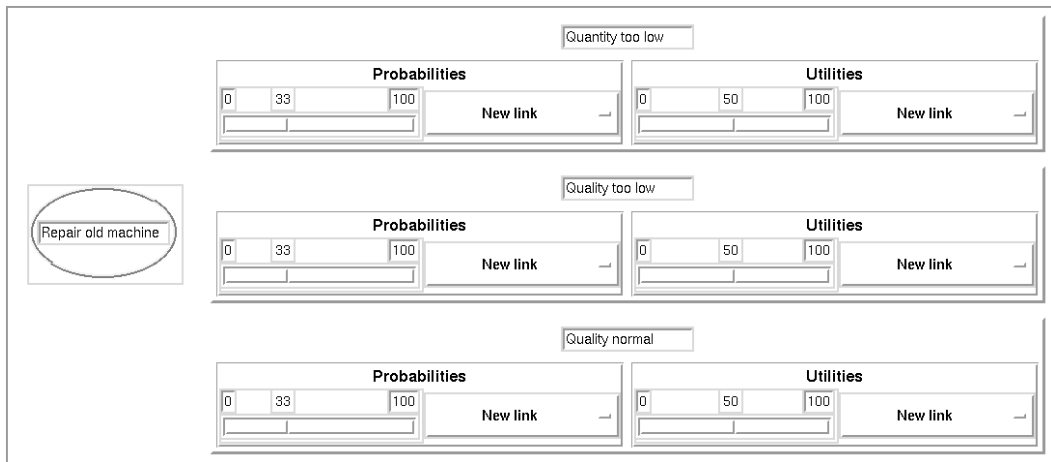 Quantity too low
Probabilities Utilities
0 33 100 New link 0 50 100 New link
Quality too low
Repair old machine
Probabilities Utilities
0 33 100 New link 0 50 100 New link
Quality normal
Probabilities Utilities
0 33 100 New link 0 50 100 New link